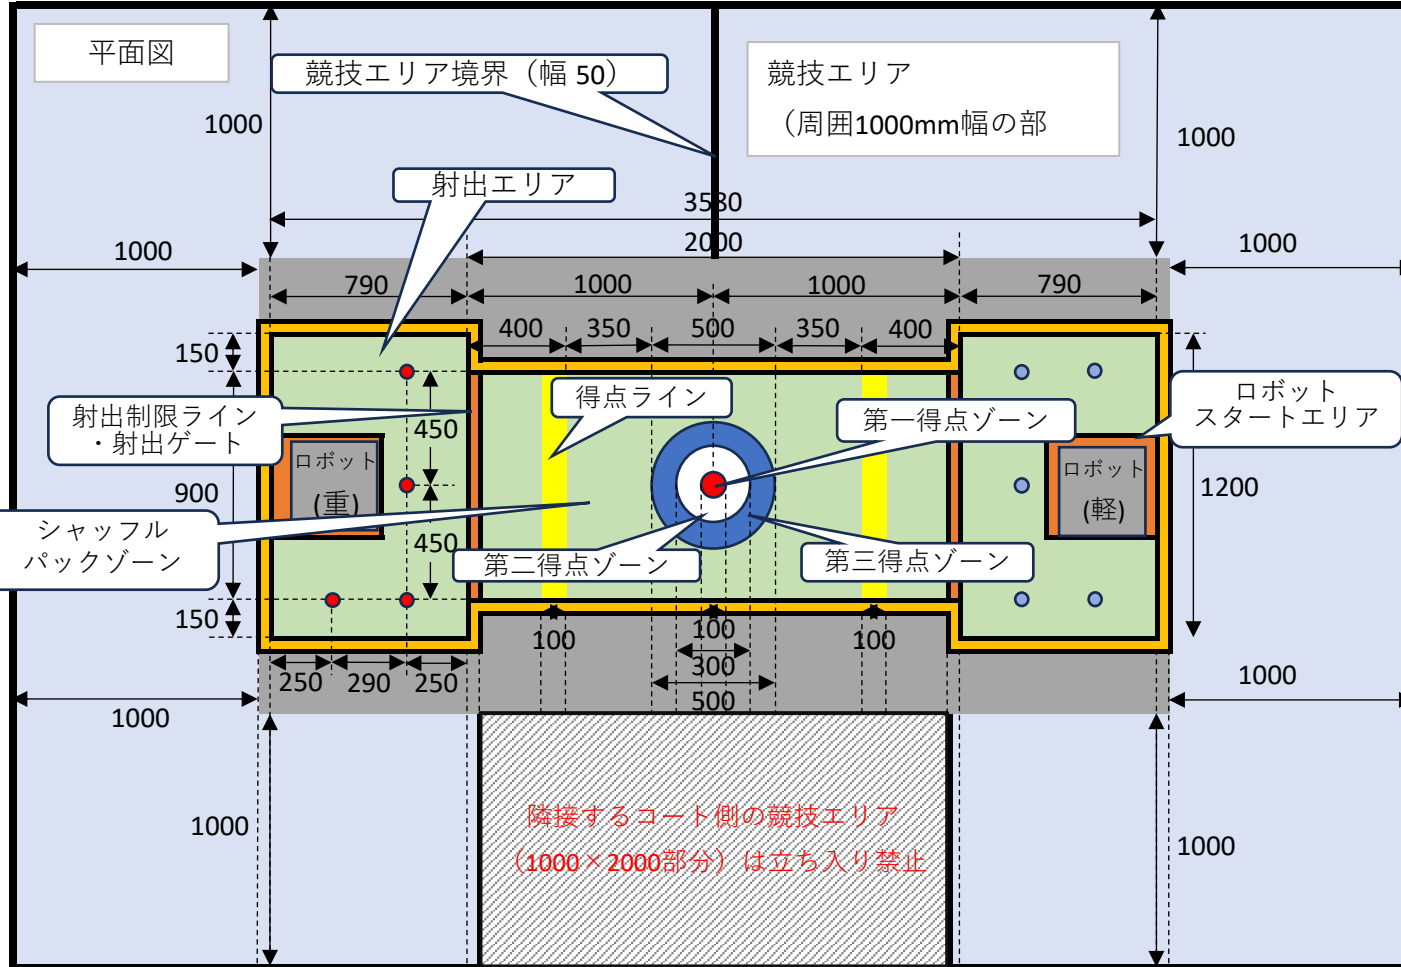 平面図
競技エリア境界（幅 50）
競技エリア
（周囲1000mm幅の部
1000
1000
射出エリア
3580
2000
1000
1000
790
1000
1000
790
400
350
500
350
400
150
150
900
450
450
射出制限ライン
・射出ゲート
得点ライン
第一得点ゾーン
ロボット
スタートエリア
ロボット
(重)
ロボット
(軽)
1200
シャッフル
パックゾーン
第二得点ゾーン
第三得点ゾーン
100
100
100
300
500
250
290
250
1000
1000
1000
1000
隣接するコート側の競技エリア
（1000×2000部分）は立ち入り禁止